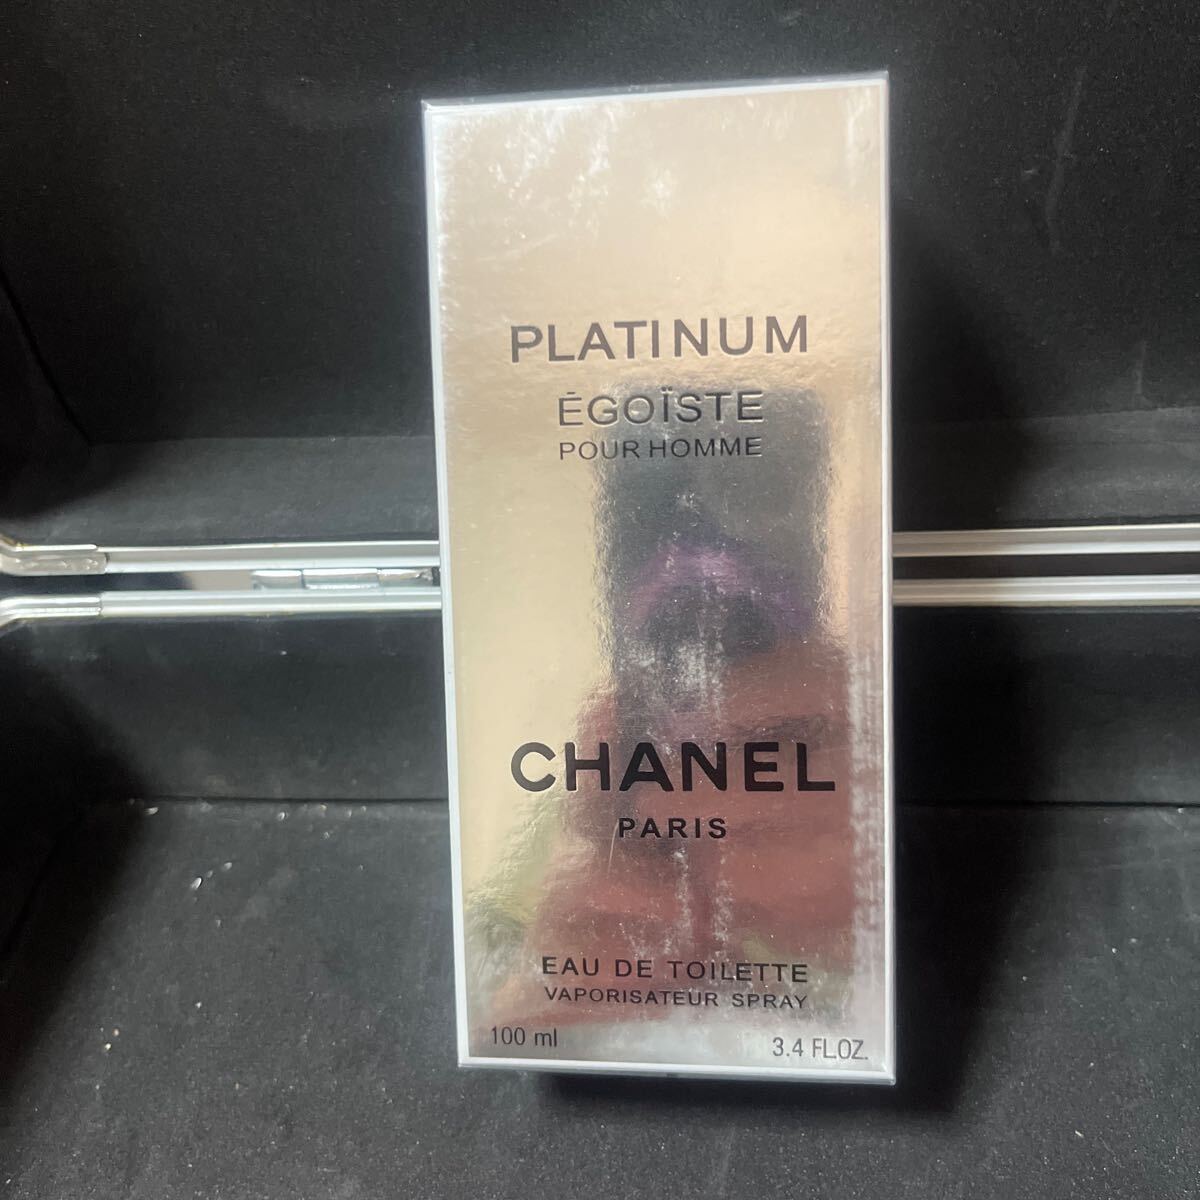 PLATINUM
ÉGOÏSTE
POUR HOMME
CHANEL
PARIS
EAU DE TOILETTE
VAPORISATEUR SPRAY
100 ml
3.4 FL.OZ.